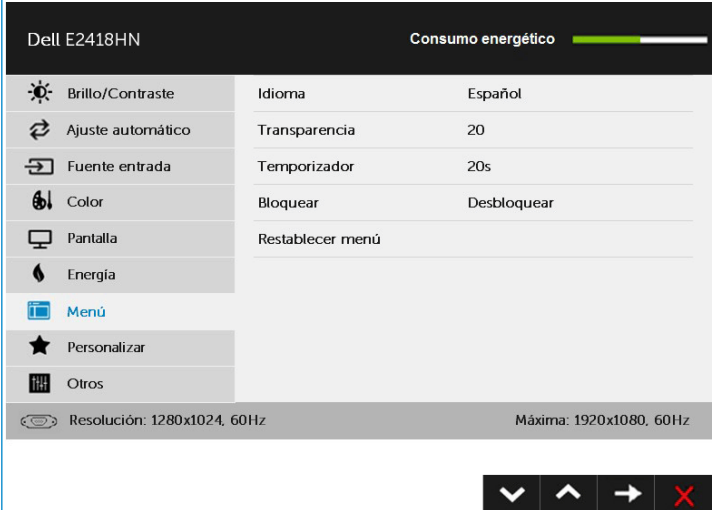 Dell E2418HN
Consumo energético
Brillo/Contraste
Ajuste automático
Fuente entrada
Color
Pantalla
Energía
Menú
Personalizar
Otros
Idioma Español
Transparencia 20
Temporizador 20s
Bloquear Desbloquear
Restablecer menú
Resolución: 1280x1024, 60Hz
Máxima: 1920x1080, 60Hz